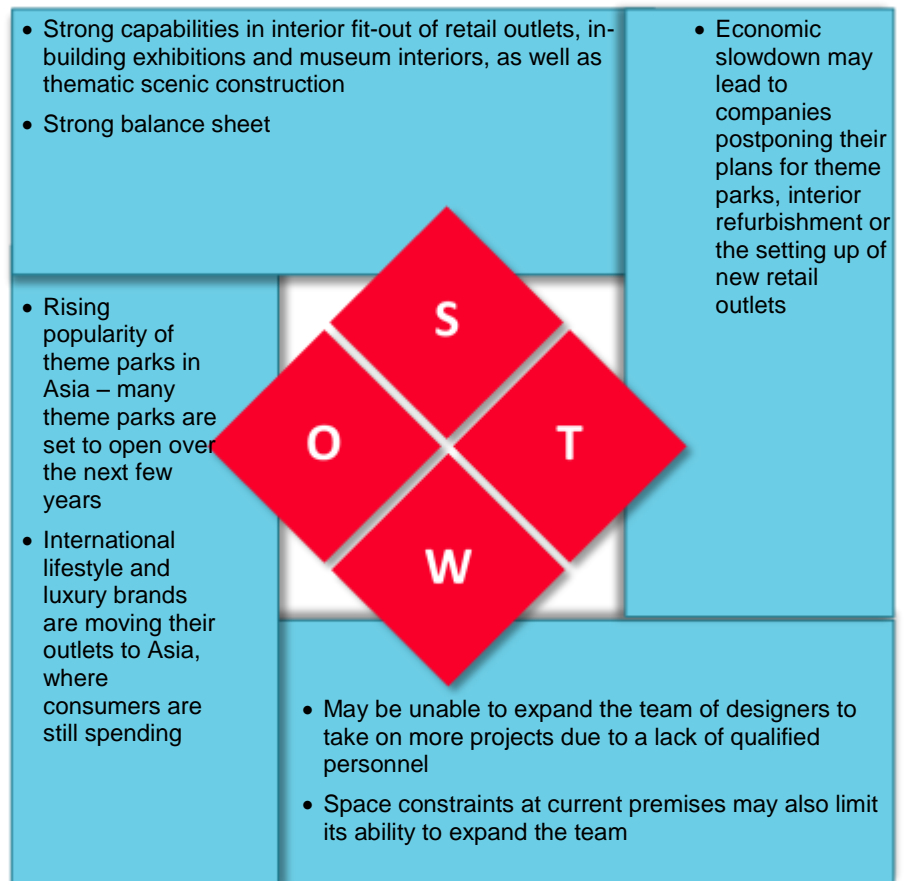 • Strong capabilities in interior fit-out of retail outlets, in-
building exhibitions and museum interiors, as well as
thematic scenic construction
• Strong balance sheet
• Economic
slowdown may
lead to
companies
postponing their
plans for theme
parks, interior
refurbishment or
the setting up of
new retail
outlets
• Rising
popularity of
theme parks in
Asia – many
theme parks are
set to open over
the next few
years
• International
lifestyle and
luxury brands
are moving their
outlets to Asia,
where
consumers are
still spending
S
O
T
W
• May be unable to expand the team of designers to
take on more projects due to a lack of qualified
personnel
• Space constraints at current premises may also limit
its ability to expand the team